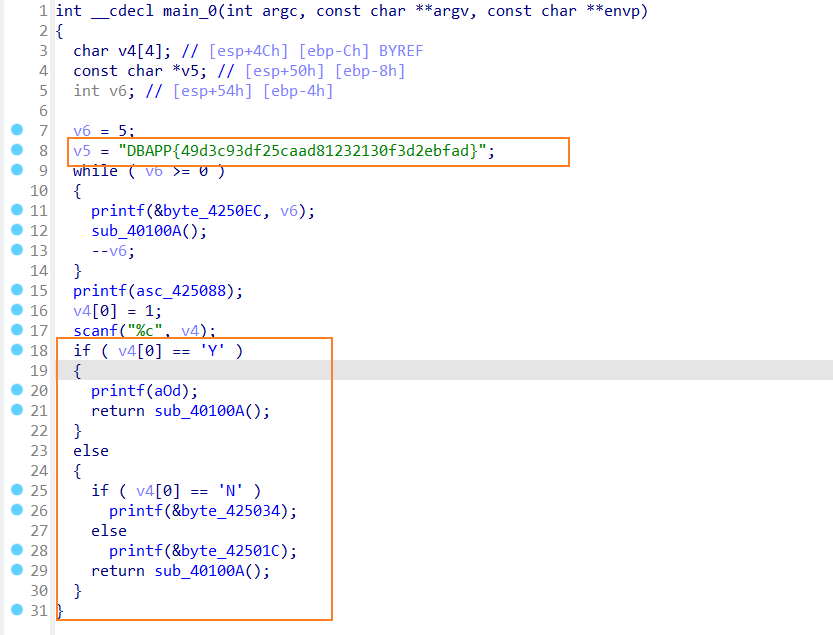 1 int __cdecl main_0(int argc, const char **argv, const char **envp)
2 {
3   char v4[4]; // [esp+4Ch] [ebp-Ch] BYREF
4   const char *v5; // [esp+50h] [ebp-8h]
5   int v6; // [esp+54h] [ebp-4h]
6
7   v6 = 5;
8   v5 = "DBAPP{49d3c93df25caad81232130f3d2ebfad}";
9   while ( v6 >= 0 )
10   {
11     printf(&byte_4250EC, v6);
12     sub_40100A();
13     --v6;
14   }
15   printf(asc_425088);
16   v4[0] = 1;
17   scanf("%c", v4);
18   if ( v4[0] == 'Y' )
19   {
20     printf(aOd);
21     return sub_40100A();
22   }
23   else
24   {
25     if ( v4[0] == 'N' )
26       printf(&byte_425034);
27     else
28       printf(&byte_42501C);
29     return sub_40100A();
30   }
31 }